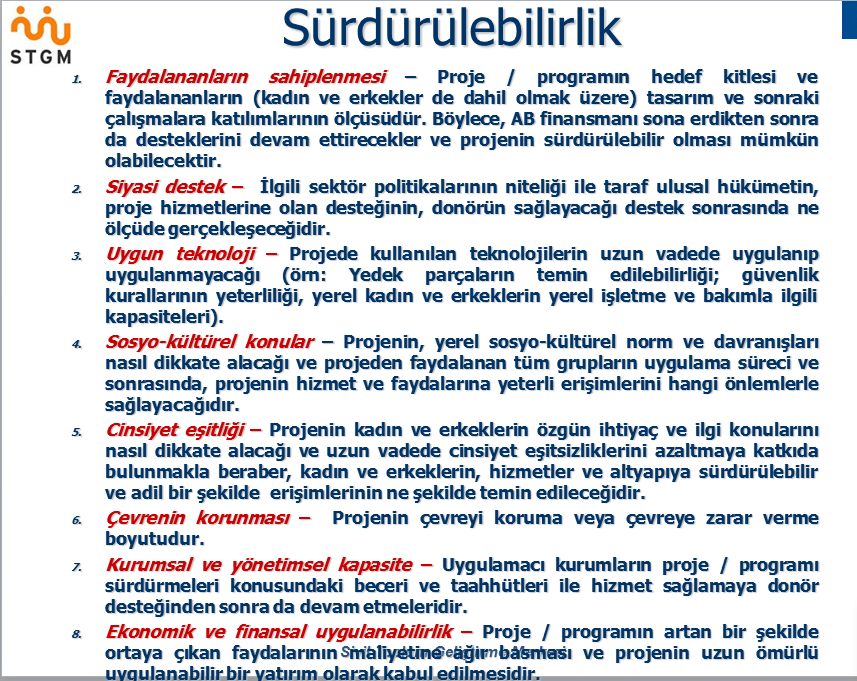 Sürdürülebilirlik
STGM
1. Faydalananların sahiplenmesi – Proje / programın hedef kitlesi ve
faydalananların (kadın ve erkekler de dahil olmak üzere) tasarım ve sonraki
çalışmalara katılımlarının ölçüsüdür. Böylece, AB finansmanı sona erdikten sonra
da desteklerini devam ettirecekler ve projenin sürdürülebilir olması mümkün
olabilecektir.
2. Siyasi destek – İlgili sektör politikalarının niteliği ile taraf ulusal hükümetin,
proje hizmetlerine olan desteğinin, donörün sağlayacağı destek sonrasında ne
ölçüde gerçekleşeceğidir.
3. Uygun teknoloji – Projede kullanılan teknolojilerin uzun vadede uygulanıp
uygulanmayacağı (örn: Yedek parçaların temin edilebilirliği; güvenlik
kurallarının yeterliliği, yerel kadın ve erkeklerin yerel işletme ve bakımla ilgili
kapasiteleri).
4. Sosyo-kültürel konular – Projenin, yerel sosyo-kültürel norm ve davranışları
nasıl dikkate alacağı ve projeden faydalanan tüm grupların uygulama süreci ve
sonrasında, projenin hizmet ve faydalarına yeterli erişimlerini hangi önlemlerle
sağlayacağıdır.
5. Cinsiyet eşitliği – Projenin kadın ve erkeklerin özgün ihtiyaç ve ilgi konularını
nasıl dikkate alacağı ve uzun vadede cinsiyet eşitsizliklerini azaltmaya katkıda
bulunmakla beraber, kadın ve erkeklerin, hizmetler ve altyapıya sürdürülebilir
ve adil bir şekilde erişimlerinin ne şekilde temin edileceğidir.
6. Çevrenin korunması – Projenin çevreyi koruma veya çevreye zarar verme
boyutudur.
7. Kurumsal ve yönetimsel kapasite – Uygulamacı kurumların proje / programı
sürdürmeleri konusundaki beceri ve taahhütleri ile hizmet sağlamaya donör
desteğinden sonra da devam etmeleridir.
8. Ekonomik ve finansal uygulanabilirlik – Proje / programın artan bir şekilde
ortaya çıkan faydalarının maliyetine ağır basması ve projenin uzun ömürlü
uygulanabilir bir yatırım olarak kabul edilmesidir.